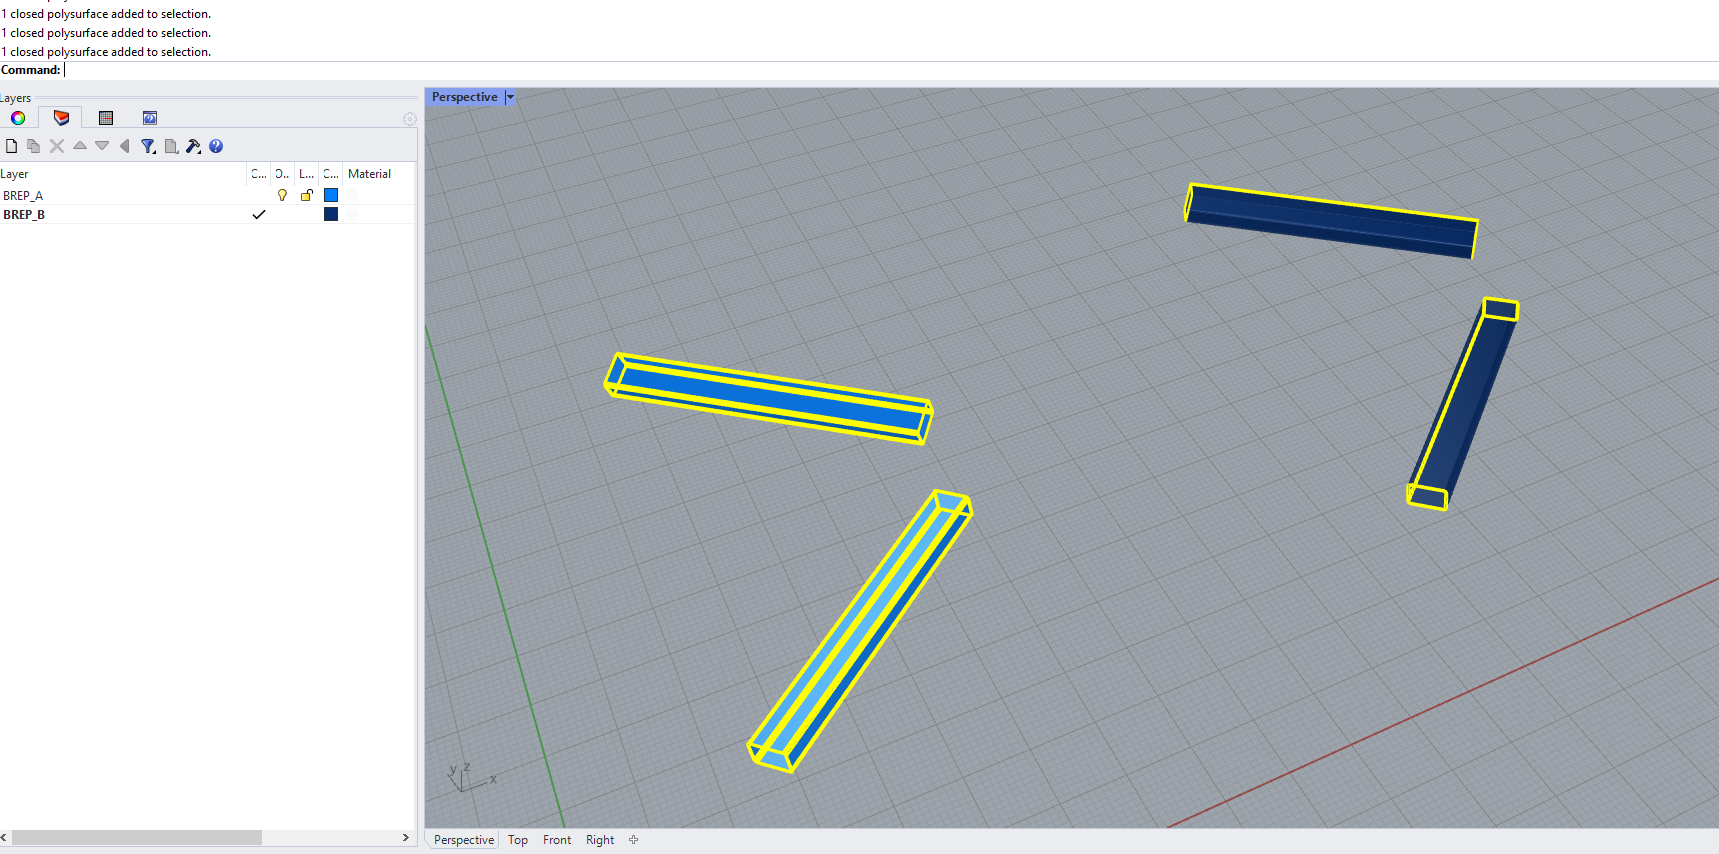 1 closed polysurface added to selection.
1 closed polysurface added to selection.
1 closed polysurface added to selection.
Command:
Layers
Perspective
Layer C... O.. L... C... Material
BREP_A
BREP_B
y z x
Perspective Top Front Right